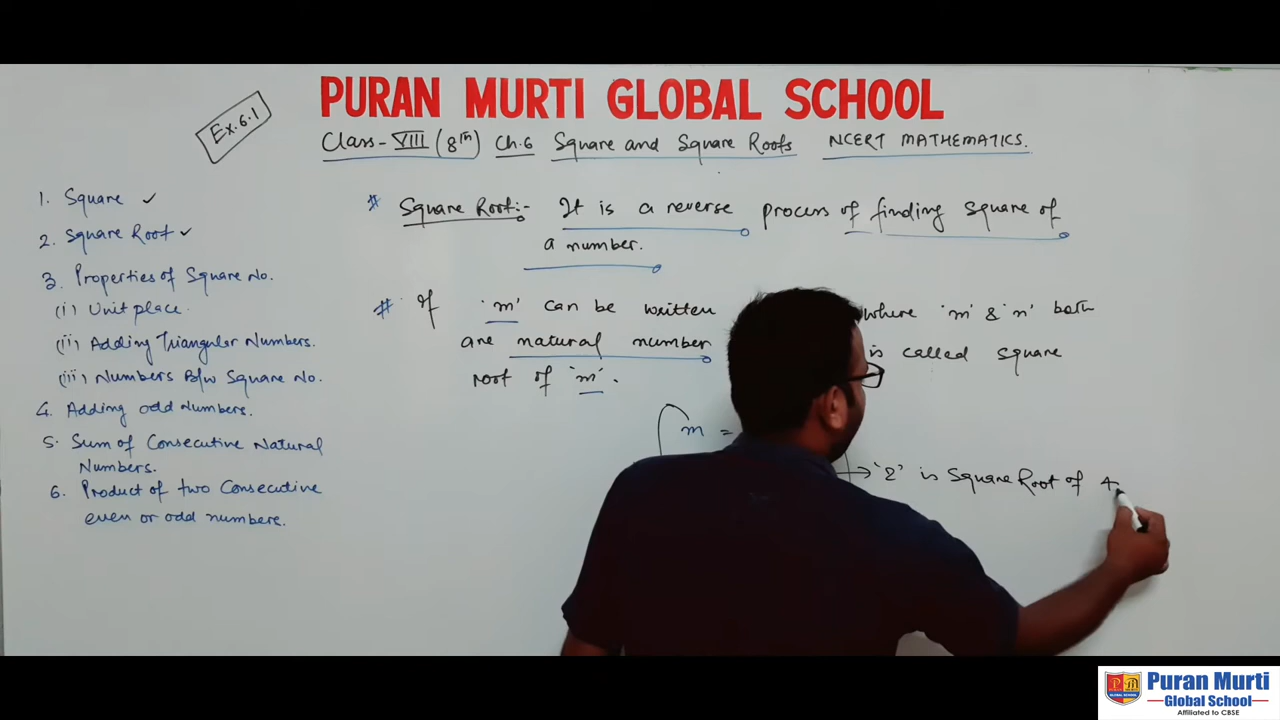 PURAN MURTI GLOBAL SCHOOL
Ex.6.1
Class-VIII (8th) Ch.6 Square and Square Roots NCERT MATHEMATICS.
1. Square ✓
2. Square Root ✓
3. Properties of Square No.
(i) Unit place.
(ii) Adding Triangular Numbers.
(iii) Numbers B/w Square No.
4. Adding odd Numbers.
5. Sum of Consecutive Natural
Numbers.
6. Product of two Consecutive
even or odd numbers.
# Square Root:- It is a reverse process of finding square of
a number.
# If 'm' can be written where 'm' & 'n' both
are natural number is called square
root of 'm'.
m =
→ '2' is Square Root of 4
Puran Murti
Global School
Affiliated to CBSE